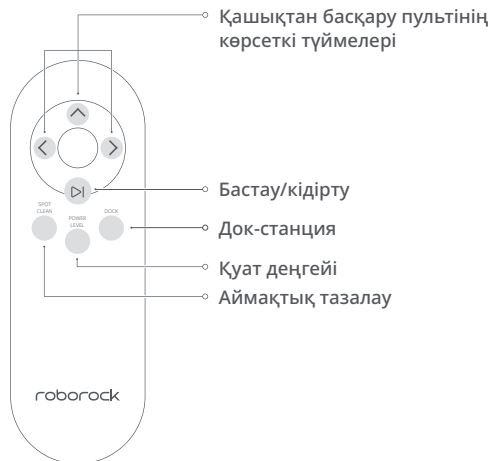 Қашықтан басқару пультінің
көрсеткі түймелері
Бастау/кідірту
SPOT
CLEAN
POWER
LEVEL
DOCK
Док-станция
Қуат деңгейі
Аймақтық тазалау
roborock